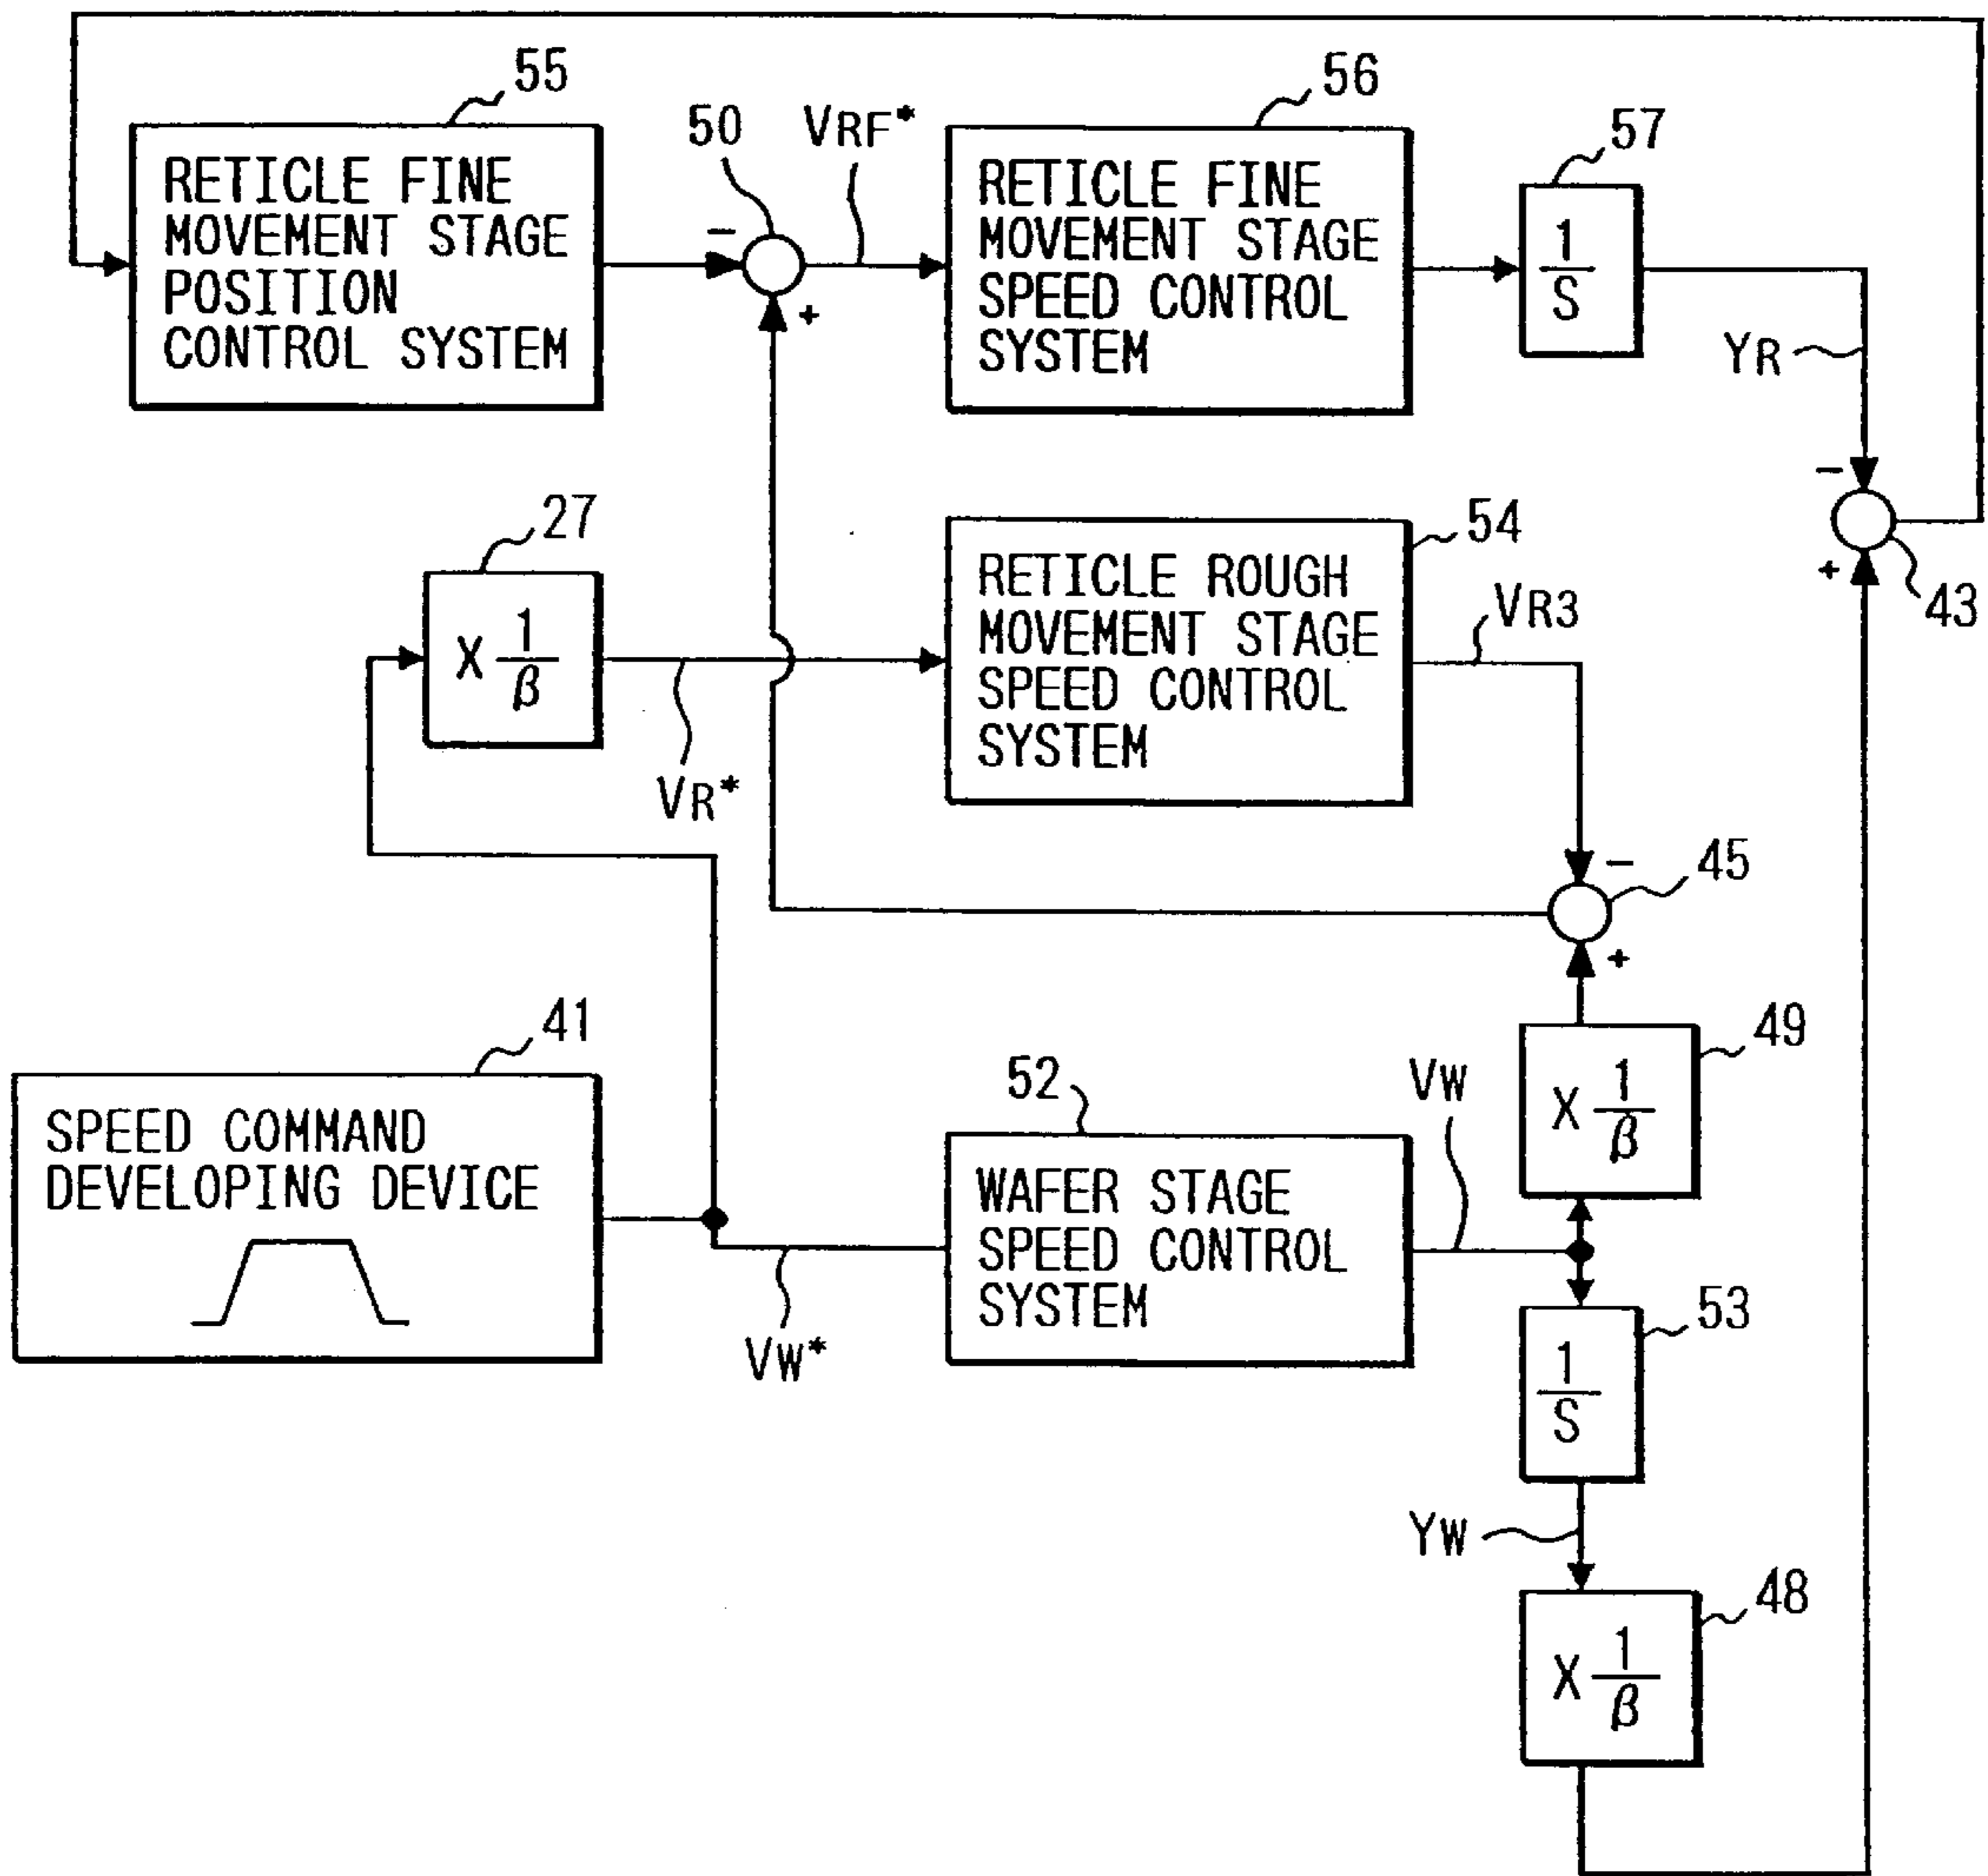 55
RETICLE FINE
MOVEMENT STAGE
POSITION
CONTROL SYSTEM
50
-
+
VRF*
56
RETICLE FINE
MOVEMENT STAGE
SPEED CONTROL
SYSTEM
57
1
S
YR
-
+
43
27
X 1
β
VR*
54
RETICLE ROUGH
MOVEMENT STAGE
SPEED CONTROL
SYSTEM
VR3
-
45
+
49
X 1
β
41
SPEED COMMAND
DEVELOPING DEVICE
VW*
52
WAFER STAGE
SPEED CONTROL
SYSTEM
VW
53
1
S
YW
48
X 1
β